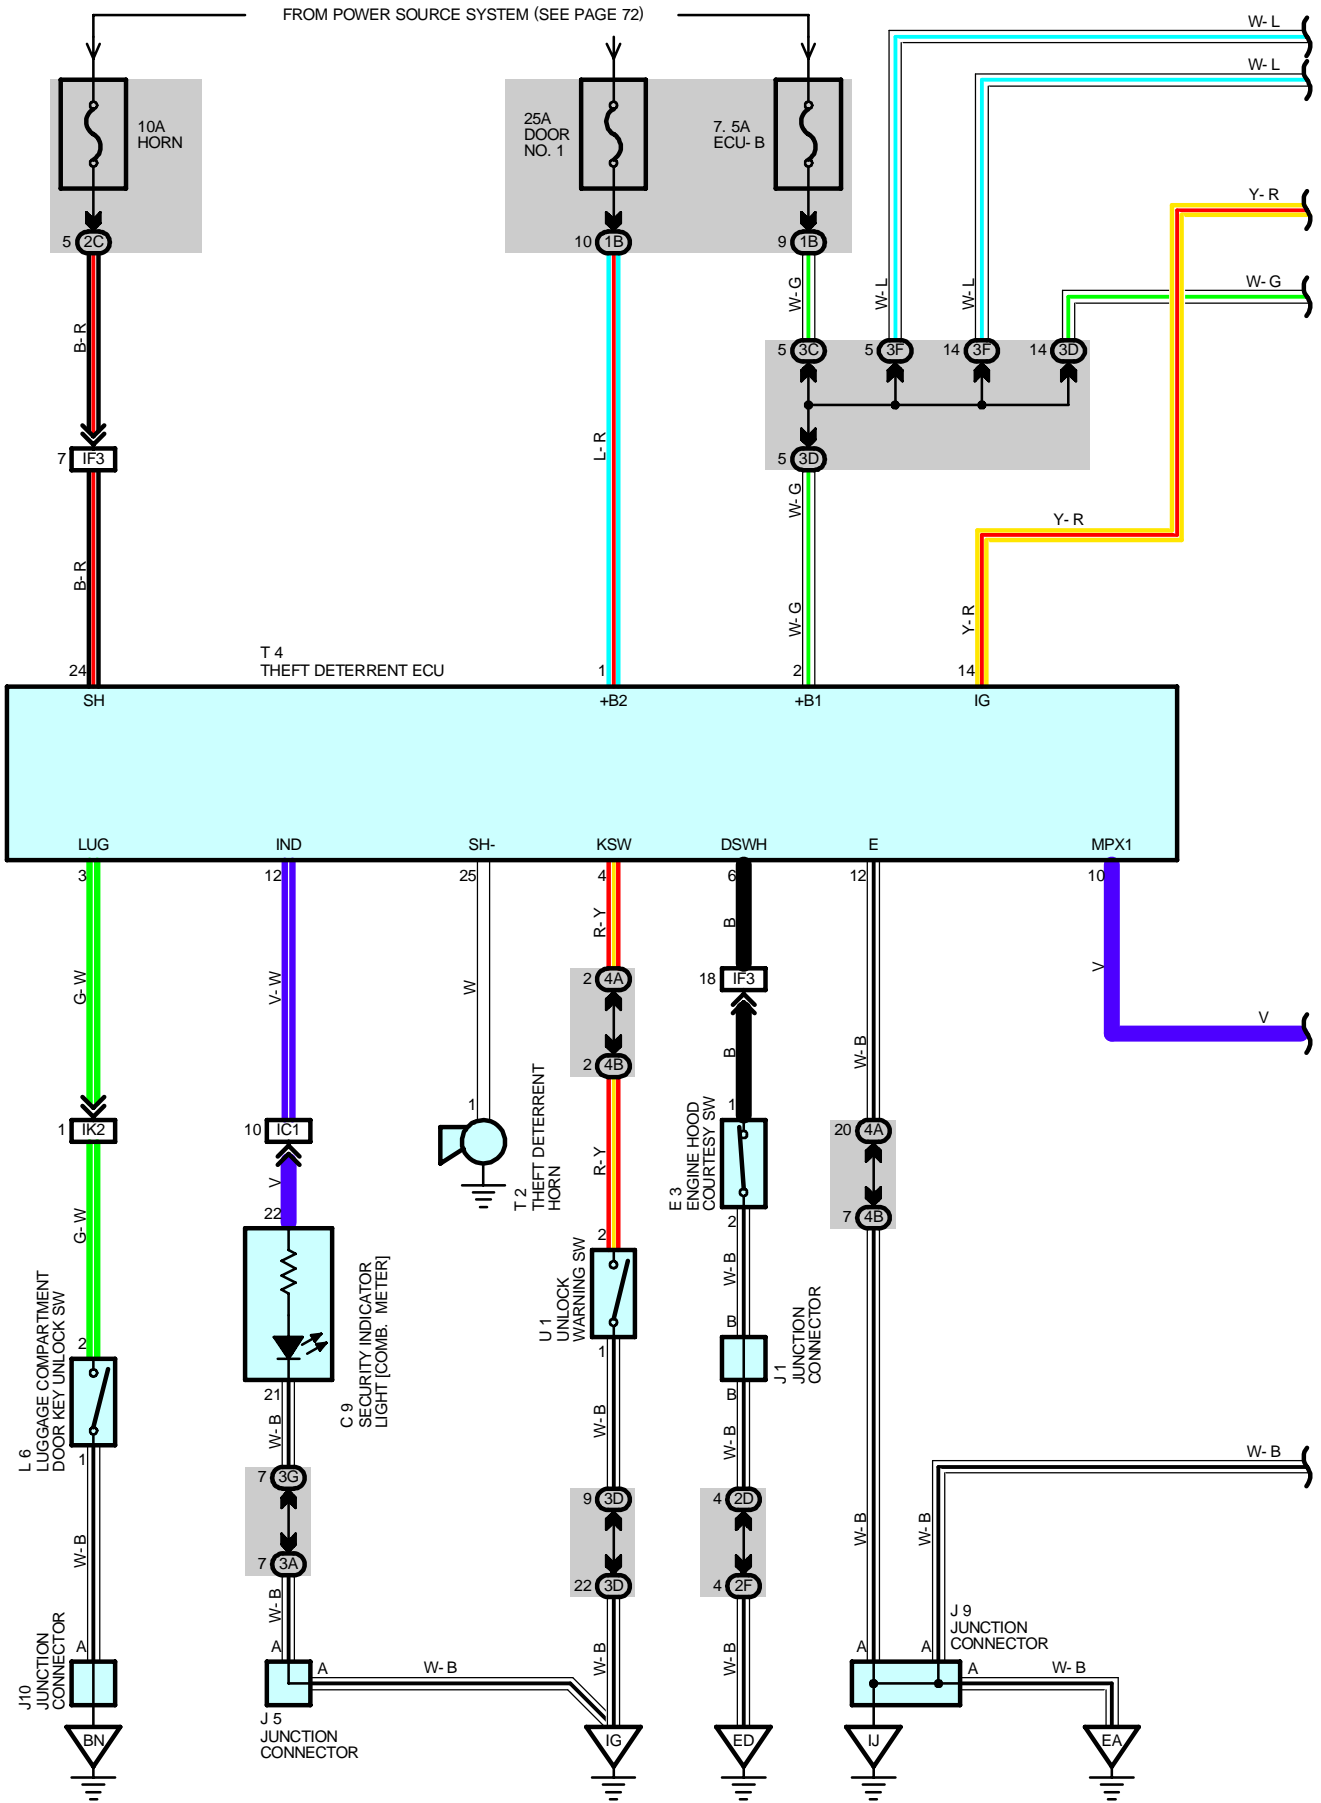 FROM POWER SOURCE SYSTEM (SEE PAGE 72)
W- L
W- L
10A
HORN
25A
DOOR
NO. 1
7. 5A
ECU- B
Y- R
5 2C
10 1B
9 1B
W- G
B- R
W- G
W- L
W- L
5 3C
5 3F
14 3F
14 3D
L- R
7 IF3
5 3D
W- G
Y- R
B- R
W- G
Y- R
T 4
THEFT DETERRENT ECU
24
1
2
14
SH
+B2
+B1
IG
LUG
IND
SH-
KSW
DSWH
E
MPX1
3
12
25
4
6
12
10
R- Y
B
G- W
V- W
W
2 4A
18 IF3
V
V
B
W- B
2 4B
1
1
1 IK2
10 IC1
20 4A
T 2
THEFT DETERRENT
HORN
R- Y
E 3
ENGINE HOOD
COURTESY SW
V
22
G- W
2
2
7 4B
U 1
UNLOCK
WARNING SW
W- B
B
J 1
JUNCTION
CONNECTOR
2
1
L 6
LUGGAGE COMPARTMENT
DOOR KEY UNLOCK SW
C 9
SECURITY INDICATOR
LIGHT [COMB. METER]
21
B
W- B
W- B
W- B
1
W- B
7 3G
9 3D
4 2D
W- B
W- B
W- B
7 3A
22 3D
4 2F
W- B
J 9
JUNCTION
CONNECTOR
J10
JUNCTION
CONNECTOR
A
A
A
W- B
W- B
W- B
A
A
A
W- B
J 5
JUNCTION
CONNECTOR
BN
IG
ED
IJ
EA